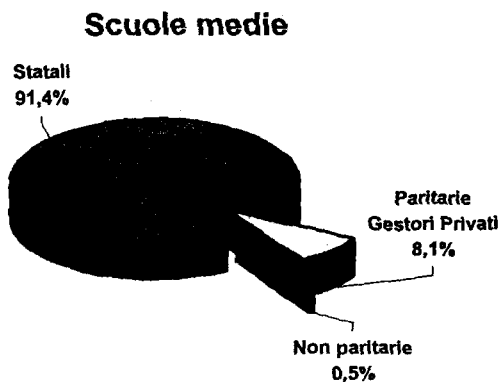 Scuole medie
Statali
91,4%
Paritarie
Gestori Privati
8,1%
Non paritarie
0,5%